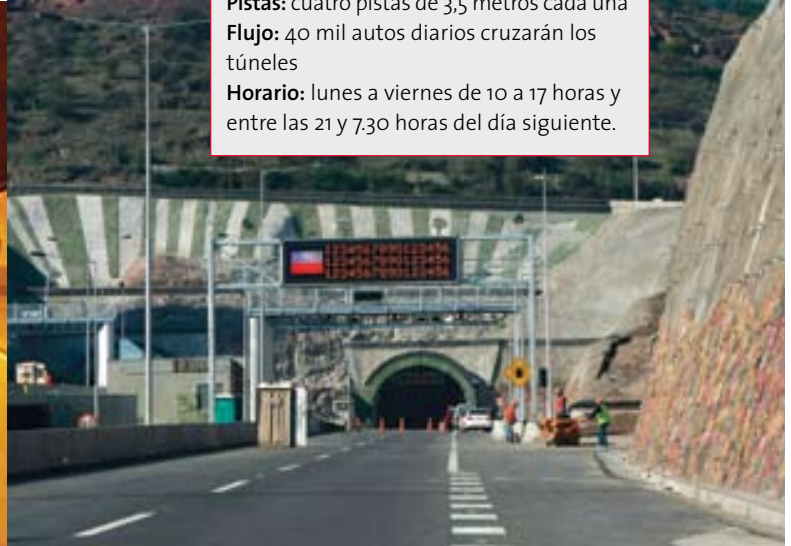 Pistas: cuatro pistas de 3,5 metros cada una
Flujo: 40 mil autos diarios cruzarán los
túneles
Horario: lunes a viernes de 10 a 17 horas y
entre las 21 y 7.30 horas del día siguiente.